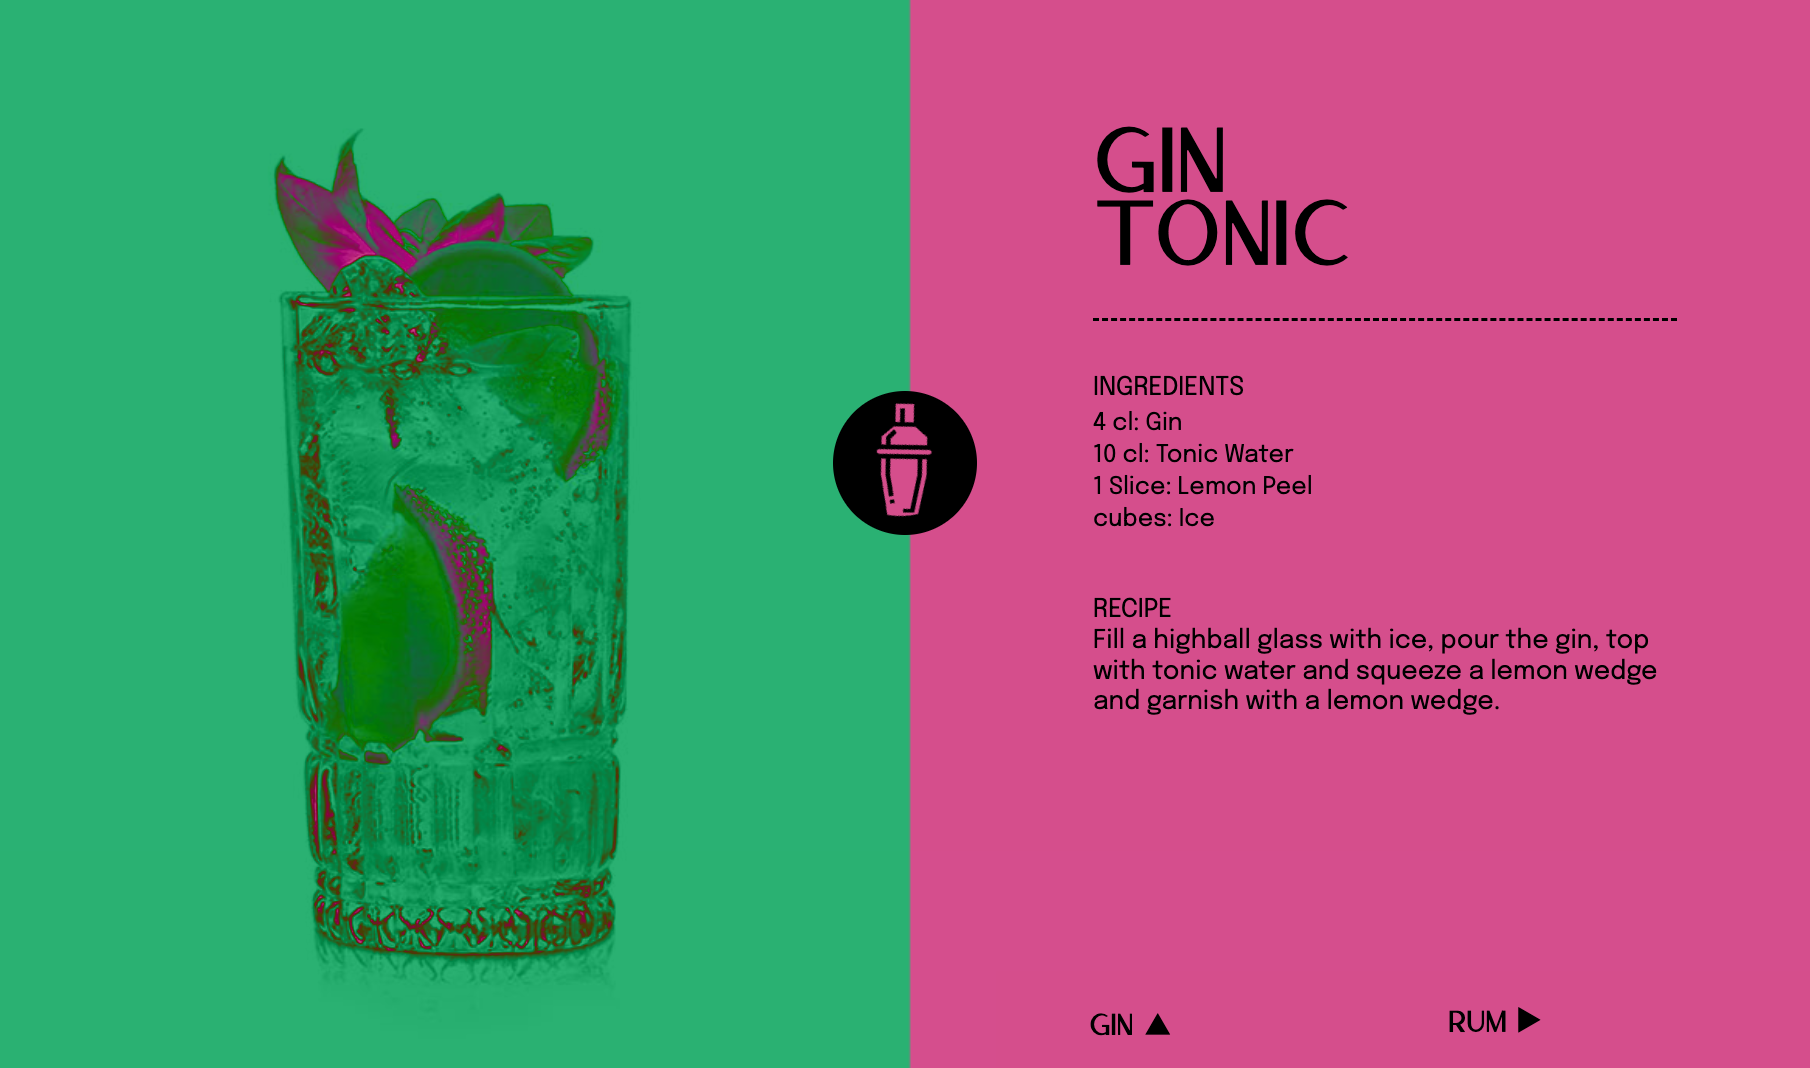 GIN
TONIC
INGREDIENTS
4 cl: Gin
10 cl: Tonic Water
1 Slice: Lemon Peel
cubes: Ice
RECIPE
Fill a highball glass with ice, pour the gin, top
with tonic water and squeeze a lemon wedge
and garnish with a lemon wedge.
GIN ▲
RUM ▶